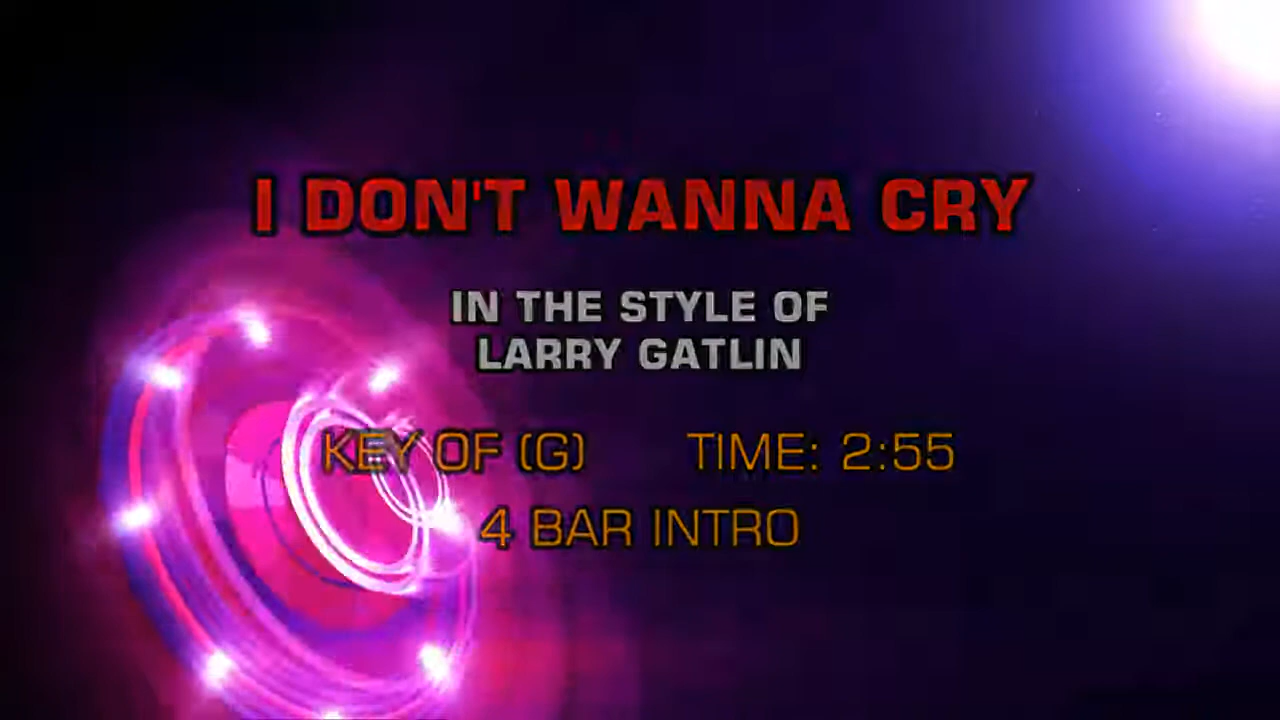 I DON'T WANNA CRY
IN THE STYLE OF
LARRY GATLIN
KEY OF (G) TIME: 2:55
4 BAR INTRO